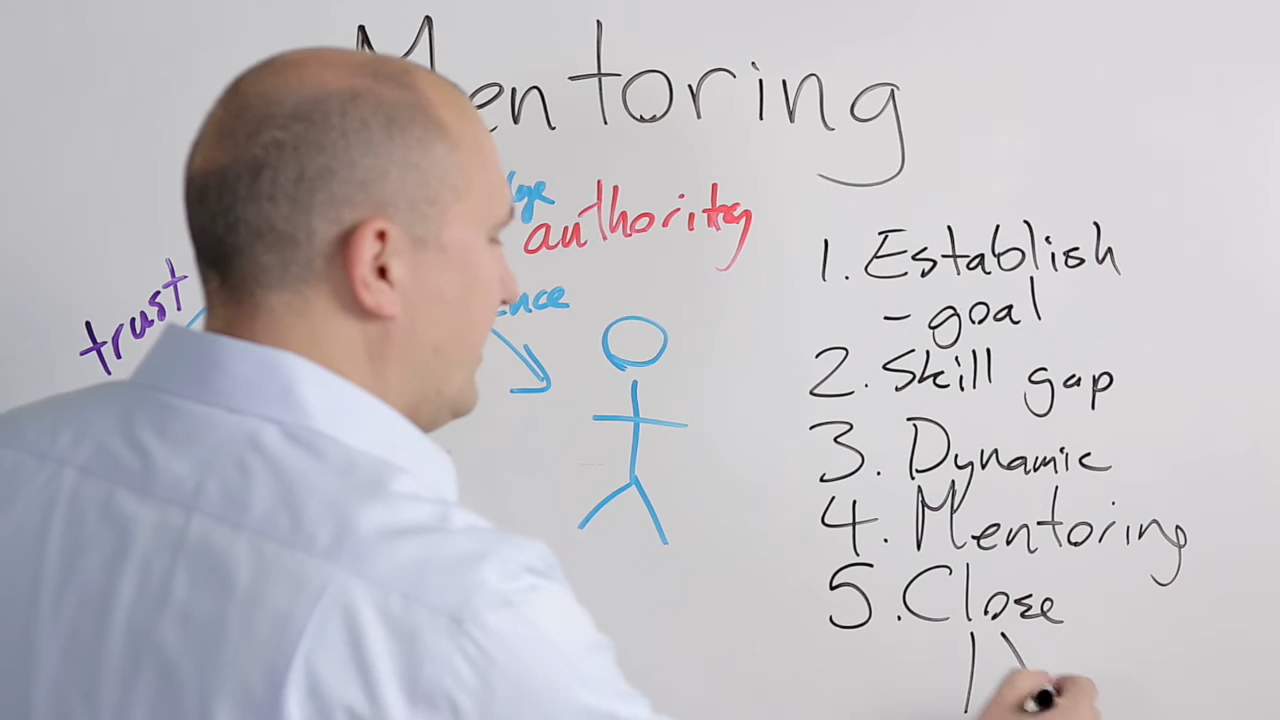 Mentoring
authority
trust
1. Establish
- goal
2. Skill gap
3. Dynamic
4. Mentoring
5. Close